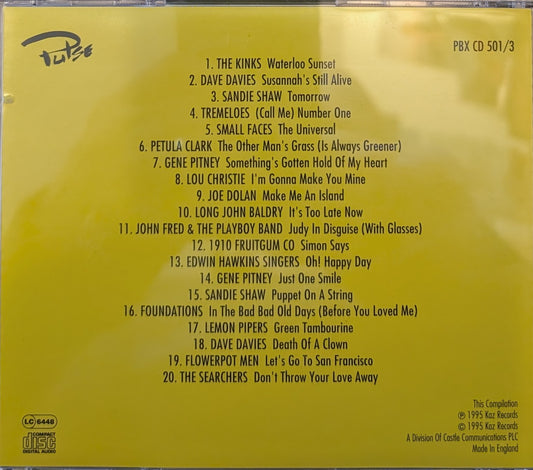 Pulse
PBX CD 501/3
1. THE KINKS Waterloo Sunset
2. DAVE DAVIES Susannah's Still Alive
3. SANDIE SHAW Tomorrow
4. TREMELOES (Call Me) Number One
5. SMALL FACES The Universal
6. PETULA CLARK The Other Man's Grass (Is Always Greener)
7. GENE PITNEY Something's Gotten Hold Of My Heart
8. LOU CHRISTIE I'm Gonna Make You Mine
9. JOE DOLAN Make Me An Island
10. LONG JOHN BALDRY It's Too Late Now
11. JOHN FRED & THE PLAYBOY BAND Judy In Disguise (With Glasses)
12. 1910 FRUITGUM CO Simon Says
13. EDWIN HAWKINS SINGERS Oh! Happy Day
14. GENE PITNEY Just One Smile
15. SANDIE SHAW Puppet On A String
16. FOUNDATIONS In The Bad Bad Old Days (Before You Loved Me)
17. LEMON PIPERS Green Tambourine
18. DAVE DAVIES Death Of A Clown
19. FLOWERPOT MEN Let's Go To San Francisco
20. THE SEARCHERS Don't Throw Your Love Away
LC 6448
COMPACT
disc
DIGITAL AUDIO
This Compilation
℗ 1995 Kaz Records
© 1995 Kaz Records
A Division Of Castle Communications PLC
Made In England